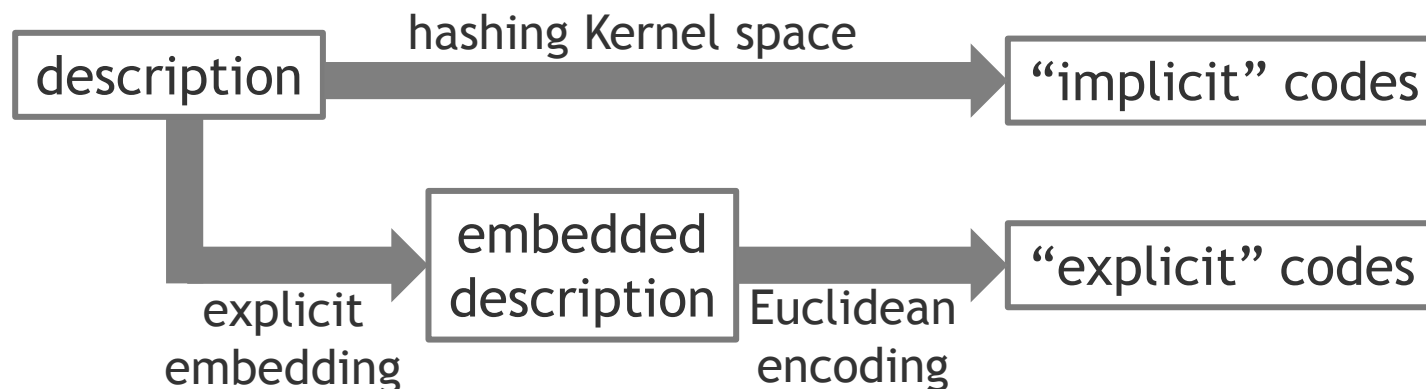 hashing Kernel space
description
“implicit” codes
embedded
description
“explicit” codes
explicit
embedding
Euclidean
encoding